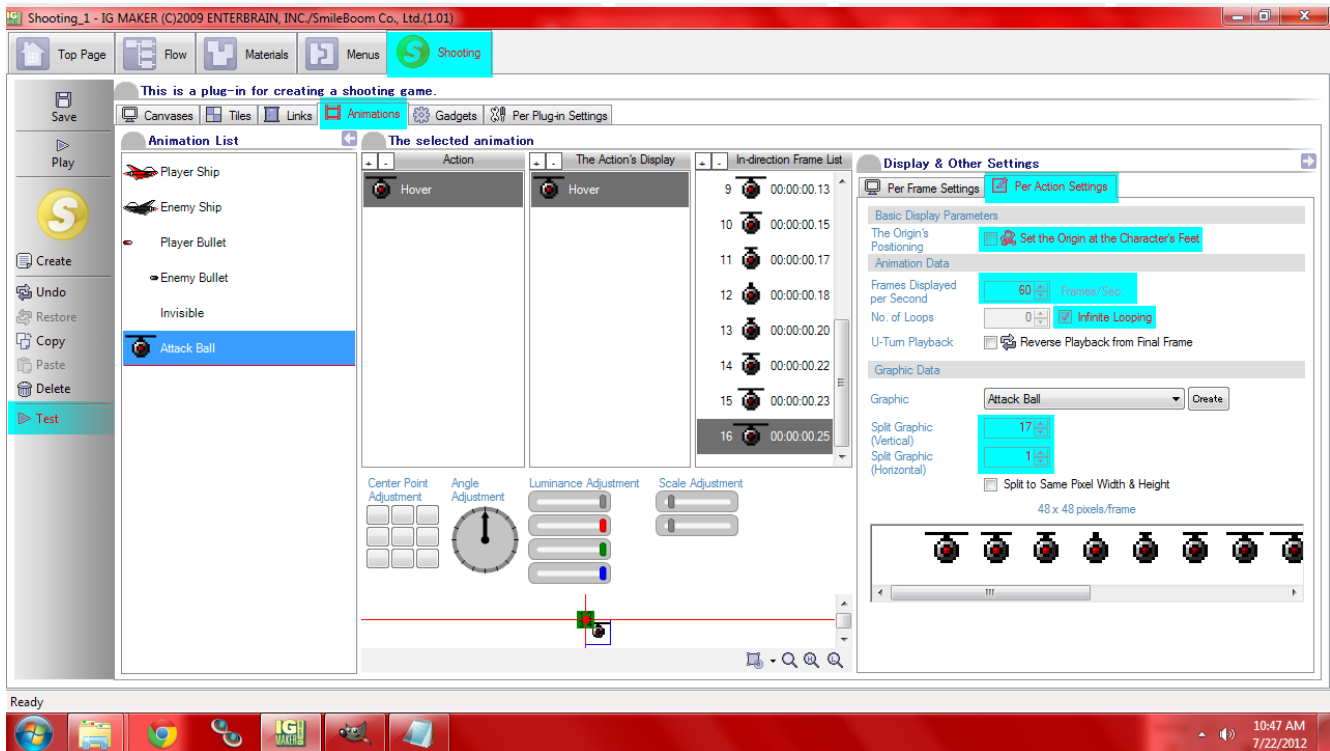 Shooting_1 - IG MAKER (C)2009 ENTERBRAIN, INC./SmileBoom Co., Ltd.(1.01)
Top Page Flow Materials Menus S Shooting
This is a plug-in for creating a shooting game.
Save
Play
S
Create
Undo
Restore
Copy
Paste
Delete
Test
Canvases Tiles Links Animations Gadgets Per Plug-in Settings
Animation List
Player Ship
Enemy Ship
Player Bullet
Enemy Bullet
Invisible
Attack Ball
The selected animation
+ - Action
Hover
+ - The Action's Display
Hover
+ - In-direction Frame List
9 00:00:00.13
10 00:00:00.15
11 00:00:00.17
12 00:00:00.18
13 00:00:00.20
14 00:00:00.22
15 00:00:00.23
16 00:00:00.25
Center Point Adjustment
Angle Adjustment
Luminance Adjustment
Scale Adjustment
Display & Other Settings
Per Frame Settings Per Action Settings
Basic Display Parameters
The Origin's Positioning Set the Origin at the Character's Feet
Animation Data
Frames Displayed per Second 60 Frames/Sec.
No. of Loops 0 Infinite Looping
U-Turn Playback Reverse Playback from Final Frame
Graphic Data
Graphic Attack Ball Create
Split Graphic (Vertical) 17
Split Graphic (Horizontal) 1
Split to Same Pixel Width & Height
48 x 48 pixels/frame
Ready
IG MAKER
10:47 AM
7/22/2012